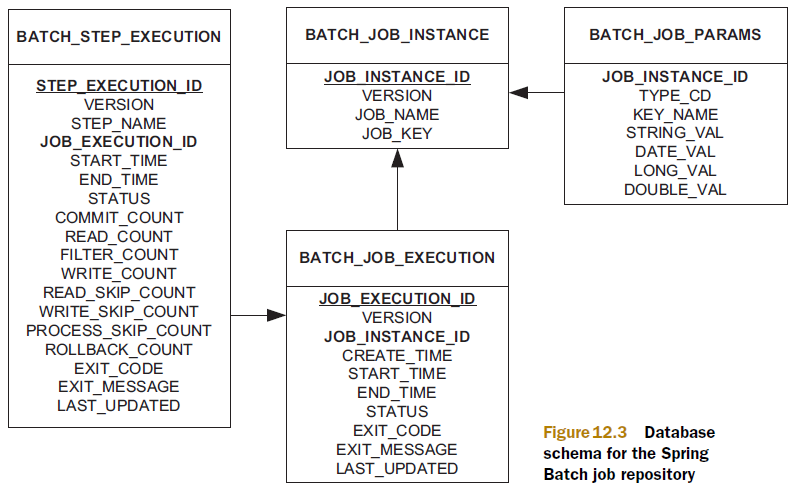 BATCH_STEP_EXECUTION
STEP_EXECUTION_ID
VERSION
STEP_NAME
JOB_EXECUTION_ID
START_TIME
END_TIME
STATUS
COMMIT_COUNT
READ_COUNT
FILTER_COUNT
WRITE_COUNT
READ_SKIP_COUNT
WRITE_SKIP_COUNT
PROCESS_SKIP_COUNT
ROLLBACK_COUNT
EXIT_CODE
EXIT_MESSAGE
LAST_UPDATED
BATCH_JOB_INSTANCE
JOB_INSTANCE_ID
VERSION
JOB_NAME
JOB_KEY
BATCH_JOB_PARAMS
JOB_INSTANCE_ID
TYPE_CD
KEY_NAME
STRING_VAL
DATE_VAL
LONG_VAL
DOUBLE_VAL
BATCH_JOB_EXECUTION
JOB_EXECUTION_ID
VERSION
JOB_INSTANCE_ID
CREATE_TIME
START_TIME
END_TIME
STATUS
EXIT_CODE
EXIT_MESSAGE
LAST_UPDATED
Figure 12.3 Database
schema for the Spring
Batch job repository